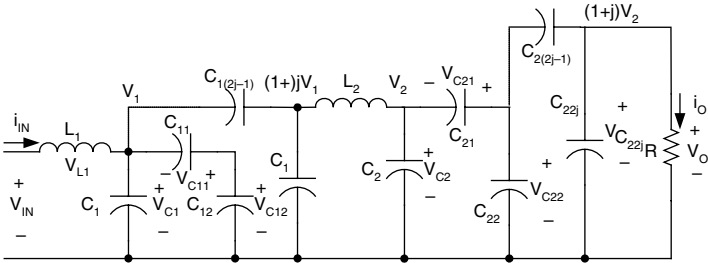 (1+j)V2
C2(2j−1)
C1(2j−1)
V1
(1+)jV1
L2
V2
− VC21 +
C21
iIN
L1
VL1
C11
− VC11 +
C22j
+ VC22j −
iO
R
+ VO −
+ VIN −
C1
+ VC1 −
C12
+ VC12 −
C1
C2
+ VC2 −
C22
+ VC22 −